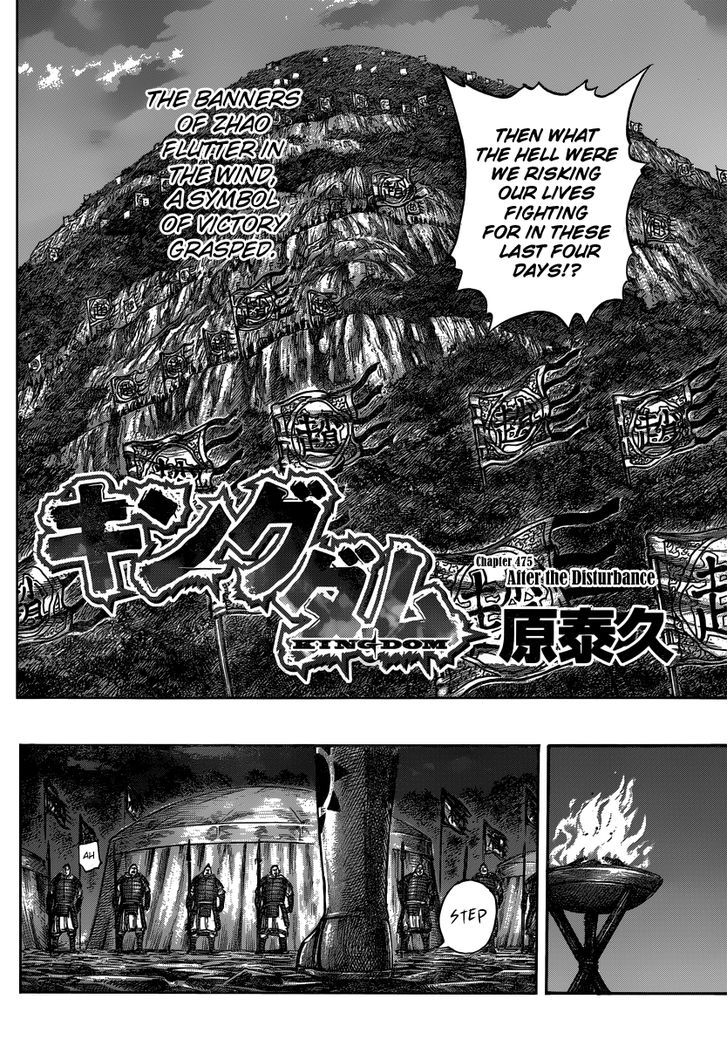 THEN WHAT
THE HELL WERE
WE RISKING
OUR LIVES
FIGHTING
FOR IN THESE
LAST FOUR
DAYS!?
THE BANNERS
OF ZHAO
FLUTTER IN
THE WIND,
A SYMBOL
OF VICTORY
GRASPED.
趙
キングダム
KINGDOM
Chapter 475
After the Disturbance
原泰久
STEP
AH